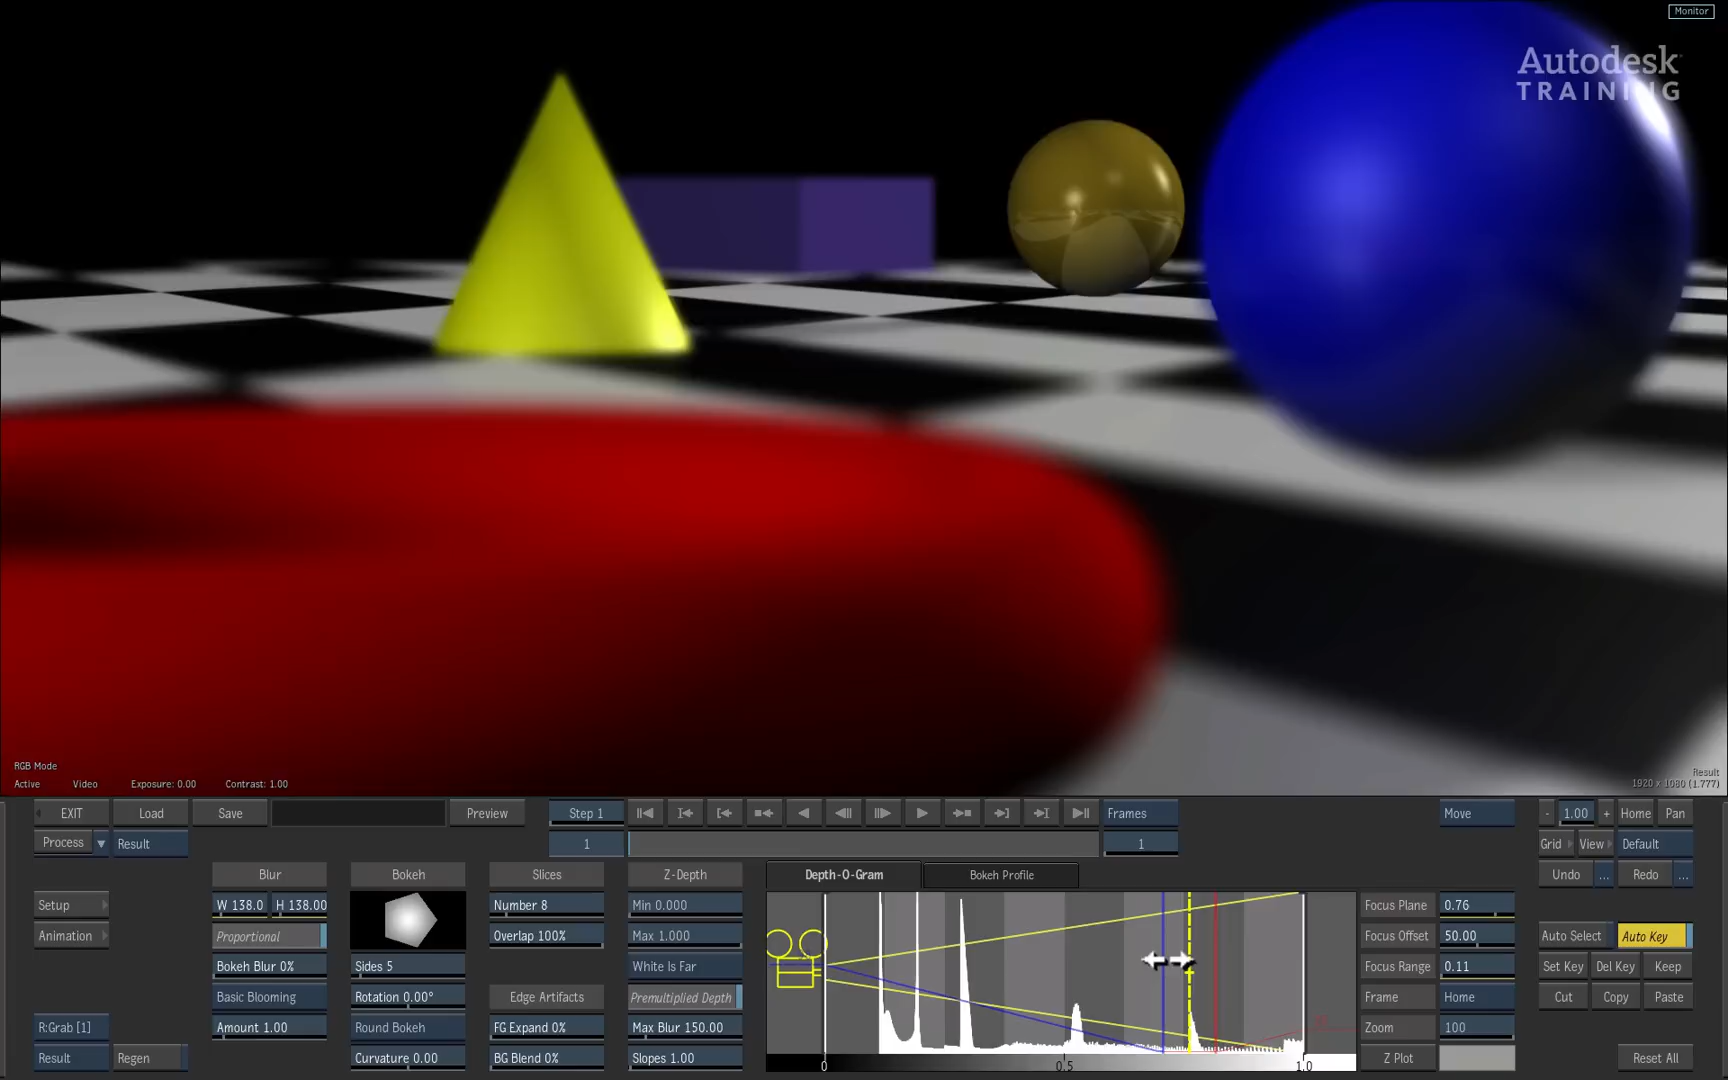 Monitor
Autodesk
TRAINING
RGB Mode
Active Video Exposure: 0.00 Contrast: 1.00
Result
1920 x 1080 (1.777)
EXIT Load Save Preview Step 1 Frames Move - 1.00 + Home Pan
Process Result 1 1 Grid View Default
Blur Bokeh Slices Z-Depth Depth-O-Gram Bokeh Profile Undo ... Redo ...
Setup W 138.0 H 138.00 Number 8 Min 0.000 Focus Plane 0.76
Animation Proportional Overlap 100% Max 1.000 Focus Offset 50.00 Auto Select Auto Key
Bokeh Blur 0% Sides 5 White Is Far Focus Range 0.11 Set Key Del Key Keep
Basic Blooming Rotation 0.00° Edge Artifacts Premultiplied Depth Frame Home Cut Copy Paste
R:Grab [1] Amount 1.00 Round Bokeh FG Expand 0% Max Blur 150.00 Zoom 100
Result Regen Curvature 0.00 BG Blend 0% Slopes 1.00 Z Plot Reset All
0 0.5 1.0